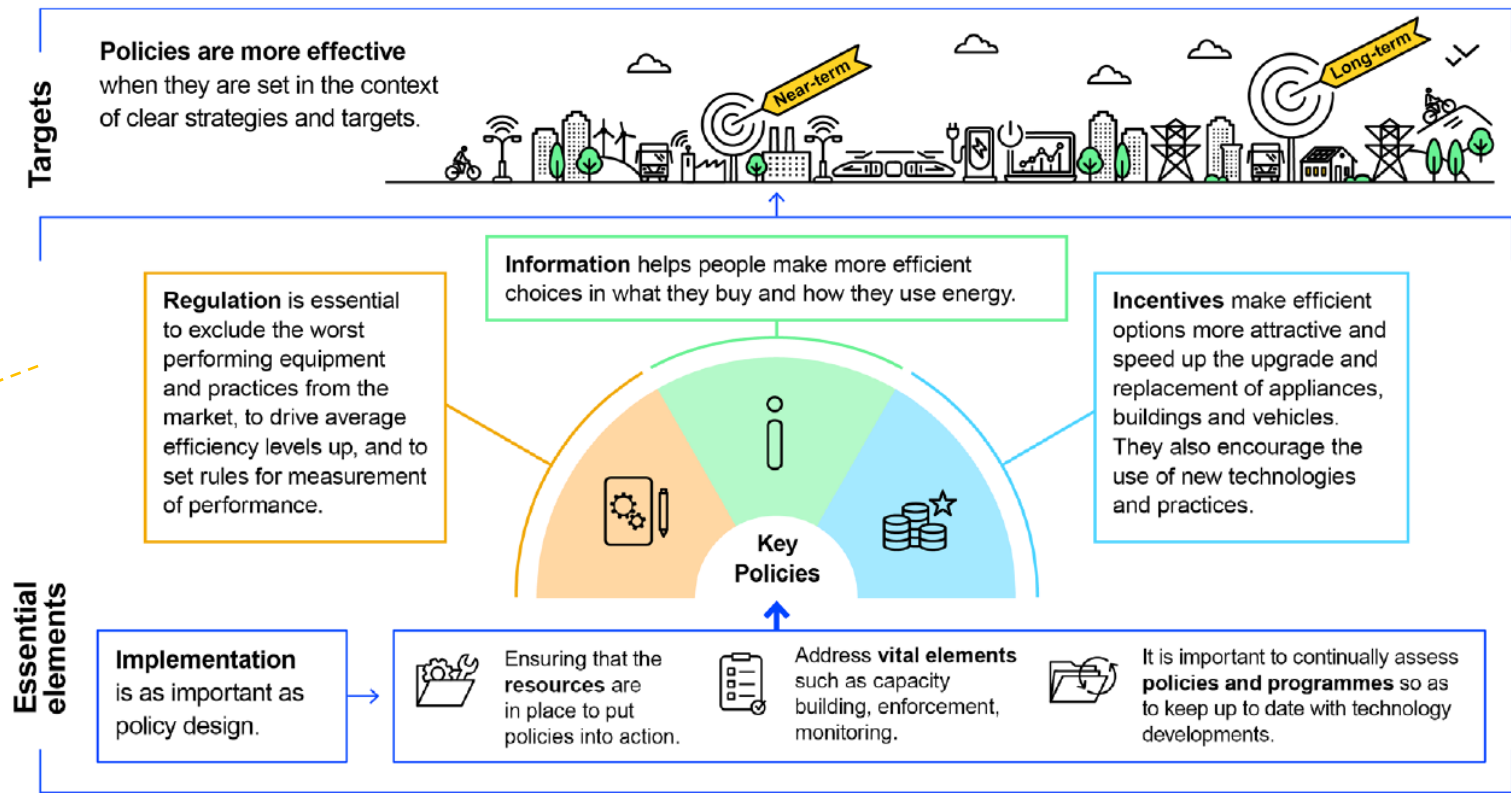 Targets
Policies are more effective
when they are set in the context
of clear strategies and targets.
Near-term
Long-term
Essential
elements
Regulation is essential
to exclude the worst
performing equipment
and practices from the
market, to drive average
efficiency levels up, and to
set rules for measurement
of performance.
Information helps people make more efficient
choices in what they buy and how they use energy.
Incentives make efficient
options more attractive and
speed up the upgrade and
replacement of appliances,
buildings and vehicles.
They also encourage the
use of new technologies
and practices.
Key
Policies
Implementation
is as important as
policy design.
Ensuring that the
resources are
in place to put
policies into action.
Address vital elements
such as capacity
building, enforcement,
monitoring.
It is important to continually assess
policies and programmes so as
to keep up to date with technology
developments.